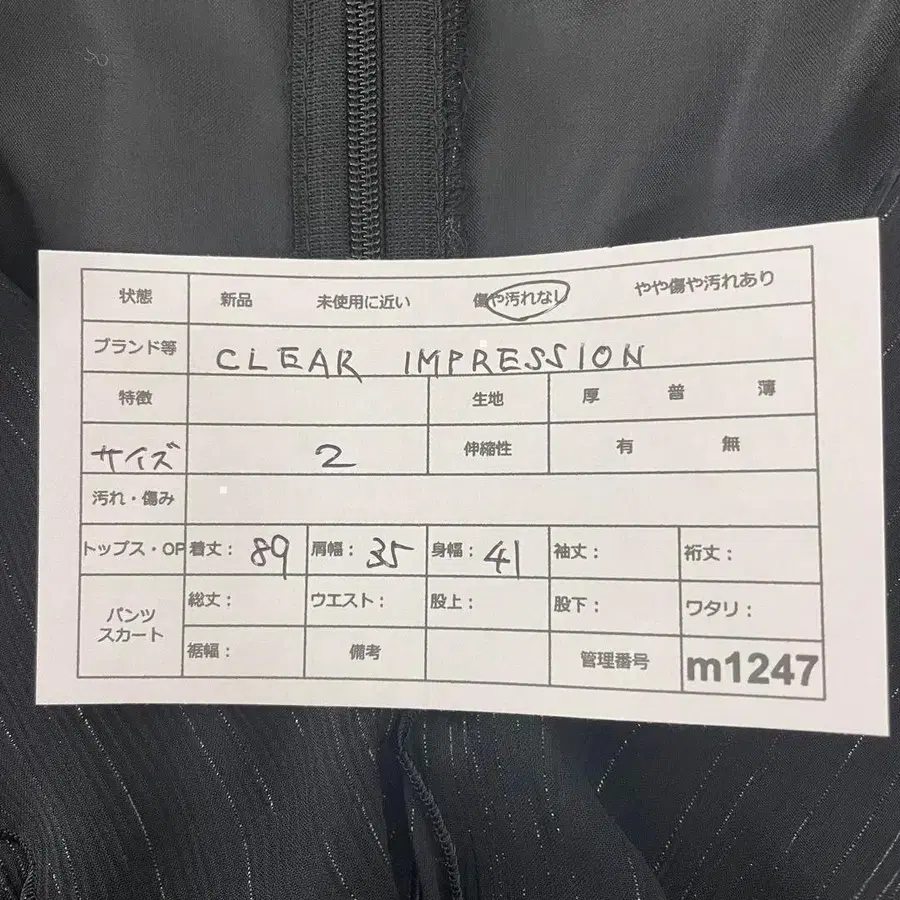 状態 新品 未使用に近い 傷や汚れなし やや傷や汚れあり
ブランド等 CLEAR IMPRESSION
特徴 生地 厚 普 薄
サイズ 2 伸縮性 有 無
汚れ・傷み
トップス・OP 着丈： 89 肩幅： 35 身幅： 41 袖丈： 裄丈：
パンツ
スカート
総丈： ウエスト： 股上： 股下： ワタリ：
裾幅： 備考 管理番号 m1247